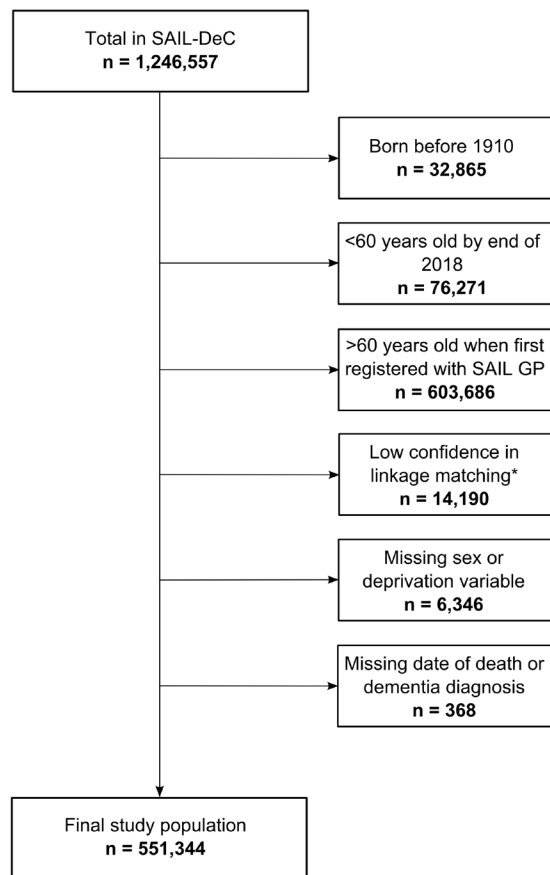 Total in SAIL-DeC
n = 1,246,557
Born before 1910
n = 32,865
<60 years old by end of
2018
n = 76,271
>60 years old when first
registered with SAIL GP
n = 603,686
Low confidence in
linkage matching*
n = 14,190
Missing sex or
deprivation variable
n = 6,346
Missing date of death or
dementia diagnosis
n = 368
Final study population
n = 551,344